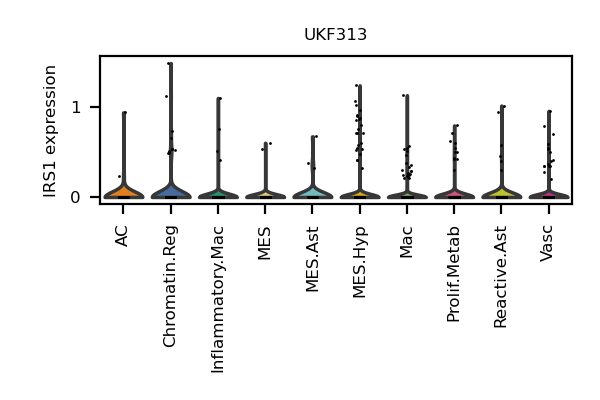 UKF313
IRS1 expression
1
0
AC
Chromatin.Reg
Inflammatory.Mac
MES
MES.Ast
MES.Hyp
Mac
Prolif.Metab
Reactive.Ast
Vasc